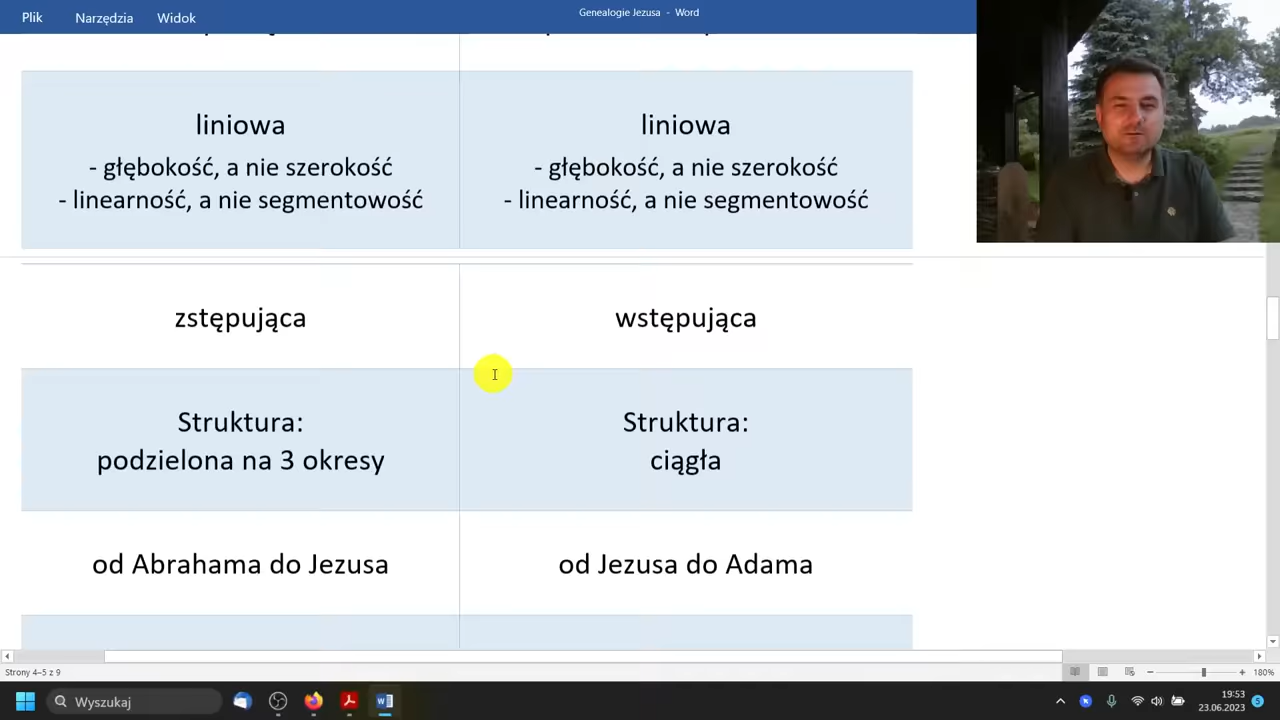 Plik Narzędzia Widok
Genealogie Jezusa - Word
liniowa
- głębokość, a nie szerokość
- linearność, a nie segmentowość
liniowa
- głębokość, a nie szerokość
- linearność, a nie segmentowość
zstępująca
wstępująca
Struktura:
podzielona na 3 okresy
Struktura:
ciągła
od Abrahama do Jezusa
od Jezusa do Adama
Strony 4–5 z 9
180%
Wyszukaj
19:53
23.06.2023
5